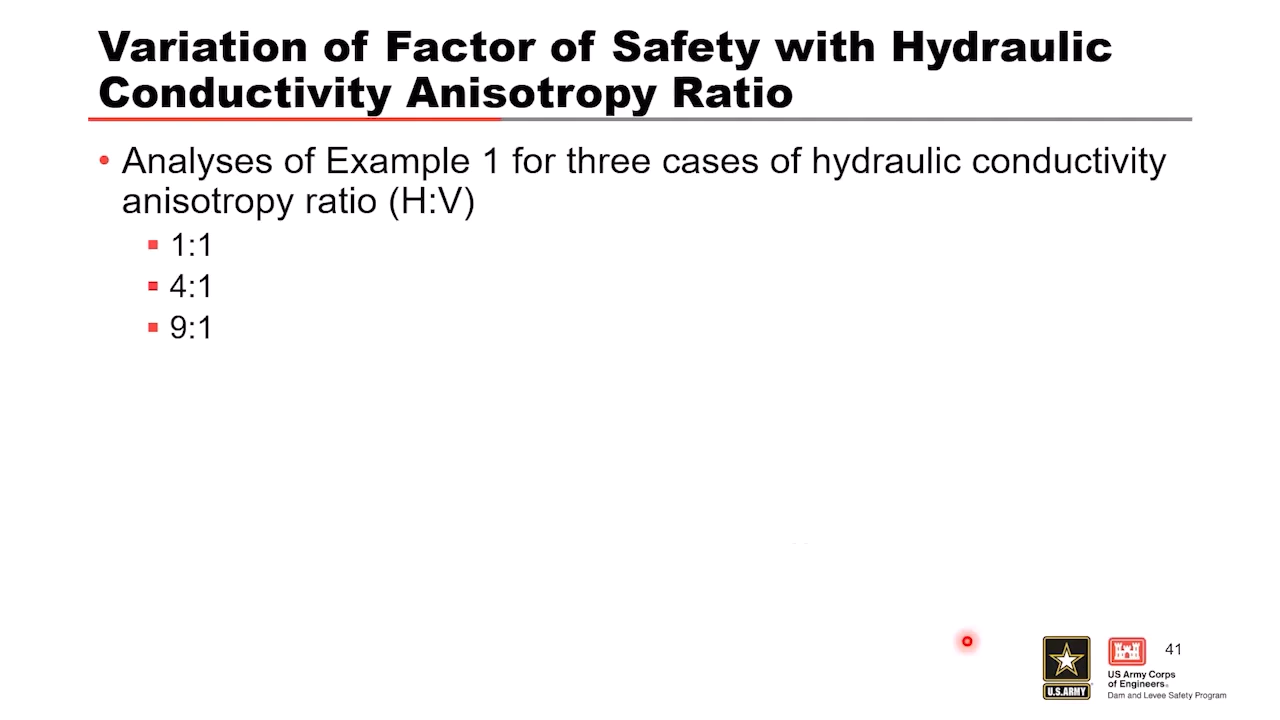 Variation of Factor of Safety with Hydraulic
Conductivity Anisotropy Ratio
• Analyses of Example 1 for three cases of hydraulic conductivity
anisotropy ratio (H:V)
▪ 1:1
▪ 4:1
▪ 9:1
41
U.S.ARMY
US Army Corps
of Engineers®
Dam and Levee Safety Program